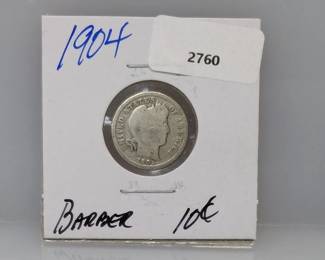 1904
2760
UNITED STATES OF AMERICA
BARBER 10¢